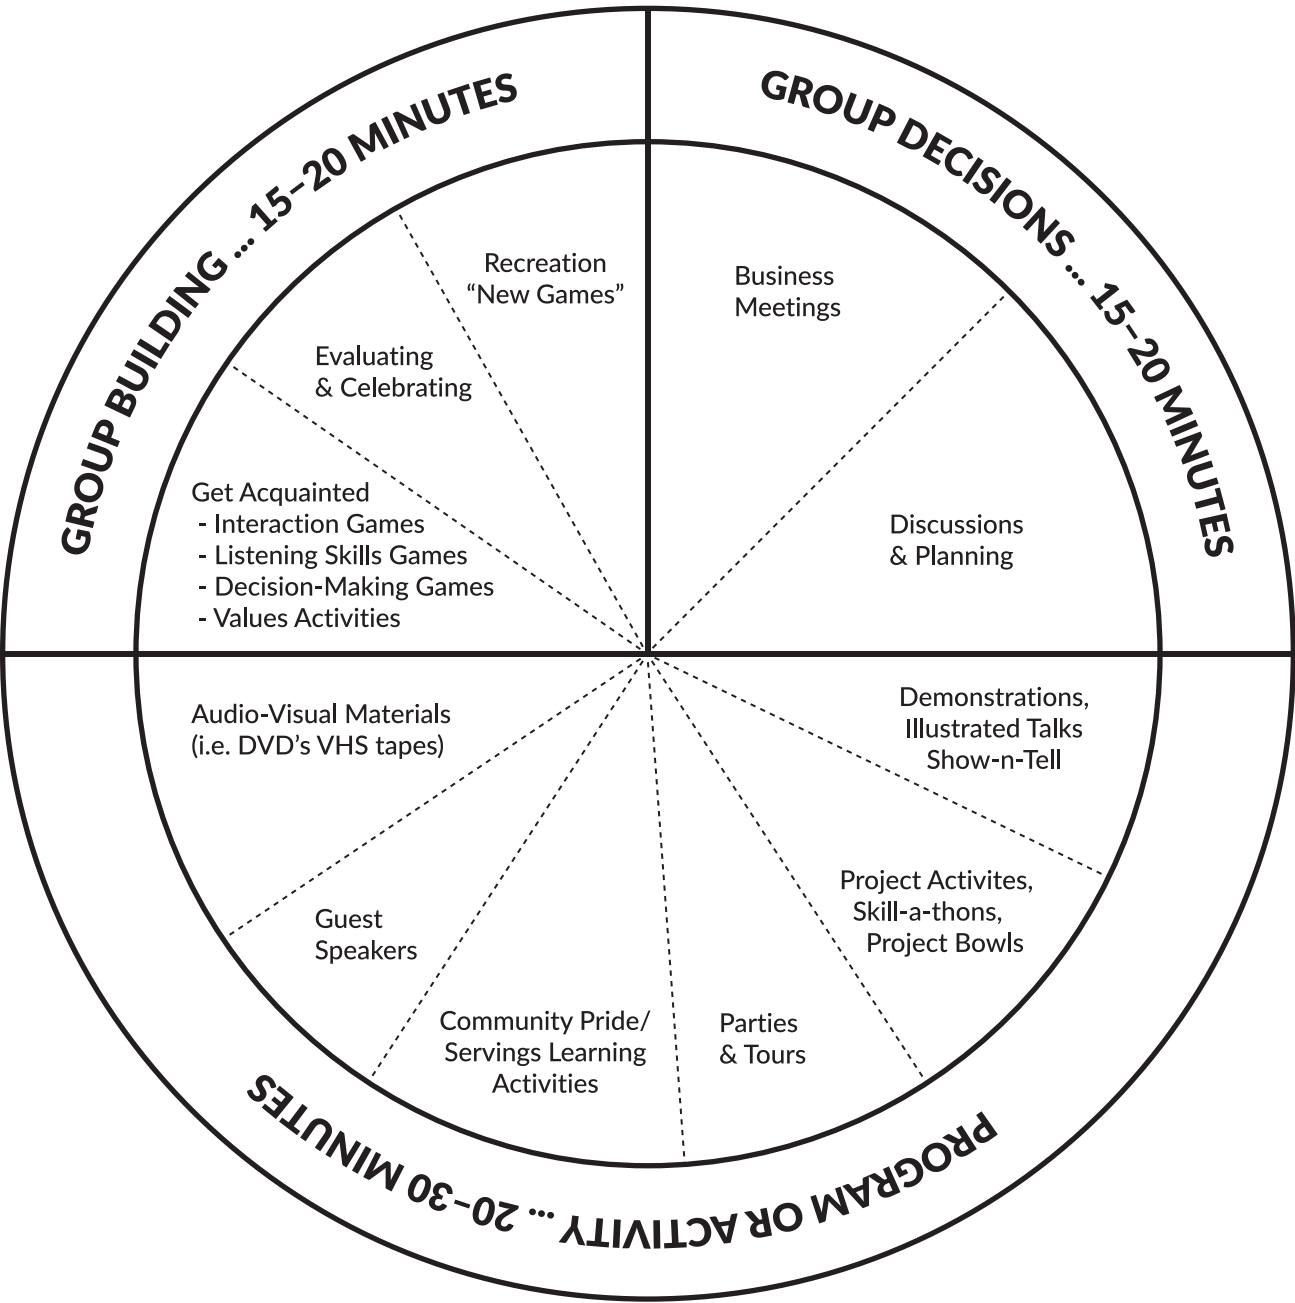 GROUP BUILDING ... 15–20 MINUTES
GROUP DECISIONS ... 15–20 MINUTES
Recreation
“New Games”
Evaluating
& Celebrating
Get Acquainted
- Interaction Games
- Listening Skills Games
- Decision-Making Games
- Values Activities
Business
Meetings
Discussions
& Planning
Audio-Visual Materials
(i.e. DVD’s VHS tapes)
Guest
Speakers
Community Pride/
Servings Learning
Activities
Parties
& Tours
Project Activites,
Skill-a-thons,
Project Bowls
Demonstrations,
Illustrated Talks
Show-n-Tell
PROGRAM OR ACTIVITY ... 20–30 MINUTES